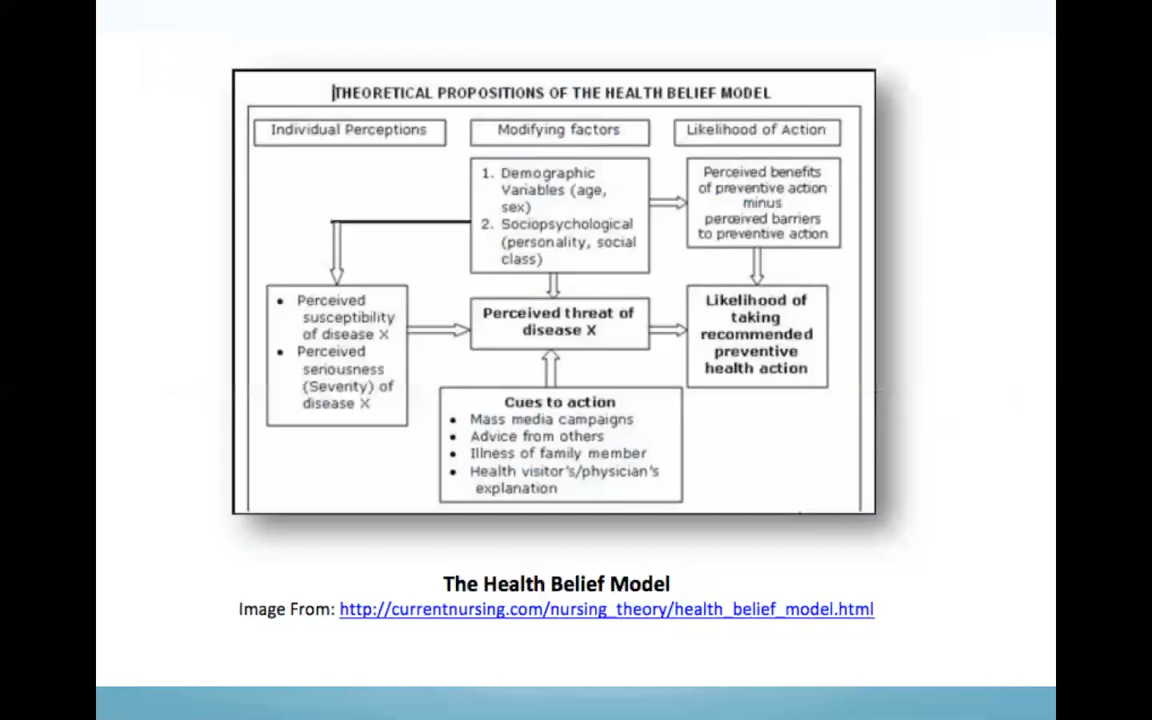 THEORETICAL PROPOSITIONS OF THE HEALTH BELIEF MODEL
Individual Perceptions
Modifying factors
Likelihood of Action
1. Demographic
Variables (age,
sex)
2. Sociopsychological
(personality, social
class)
Perceived benefits
of preventive action
minus
perceived barriers
to preventive action
• Perceived
susceptibility
of disease X
• Perceived
seriousness
(Severity) of
disease X
Perceived threat of
disease X
Likelihood of
taking
recommended
preventive
health action
Cues to action
• Mass media campaigns
• Advice from others
• Illness of family member
• Health visitor's/physician's
explanation
The Health Belief Model
Image From: http://currentnursing.com/nursing_theory/health_belief_model.html